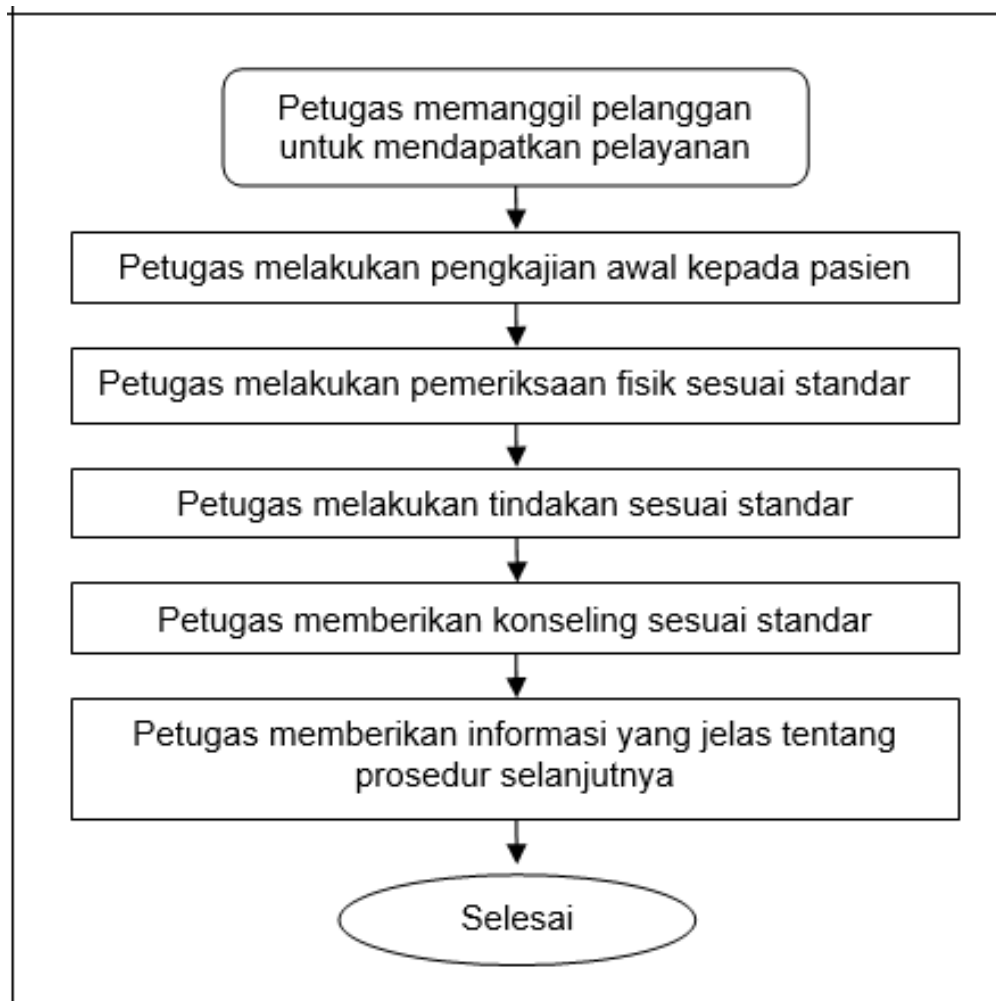 Petugas memanggil pelanggan
untuk mendapatkan pelayanan
Petugas melakukan pengkajian awal kepada pasien
Petugas melakukan pemeriksaan fisik sesuai standar
Petugas melakukan tindakan sesuai standar
Petugas memberikan konseling sesuai standar
Petugas memberikan informasi yang jelas tentang
prosedur selanjutnya
Selesai